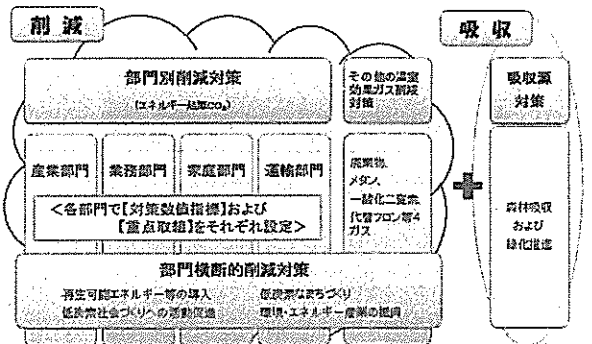 削減
吸収
部門別削減対策
(エネルギー起源CO₂)
その他の温室
効果ガス削減
対策
吸収源
対策
産業部門
業務部門
家庭部門
運輸部門
廃棄物、
メタン、
一酸化二窒素、
代替フロン等4
ガス
<各部門で【対策数値指標】および
【重点取組】をそれぞれ設定>
+
森林吸収
および
緑化推進
部門横断的削減対策
再生可能エネルギー等の導入
低炭素なまちづくり
低炭素社会づくりへの活動促進
環境・エネルギー産業の振興